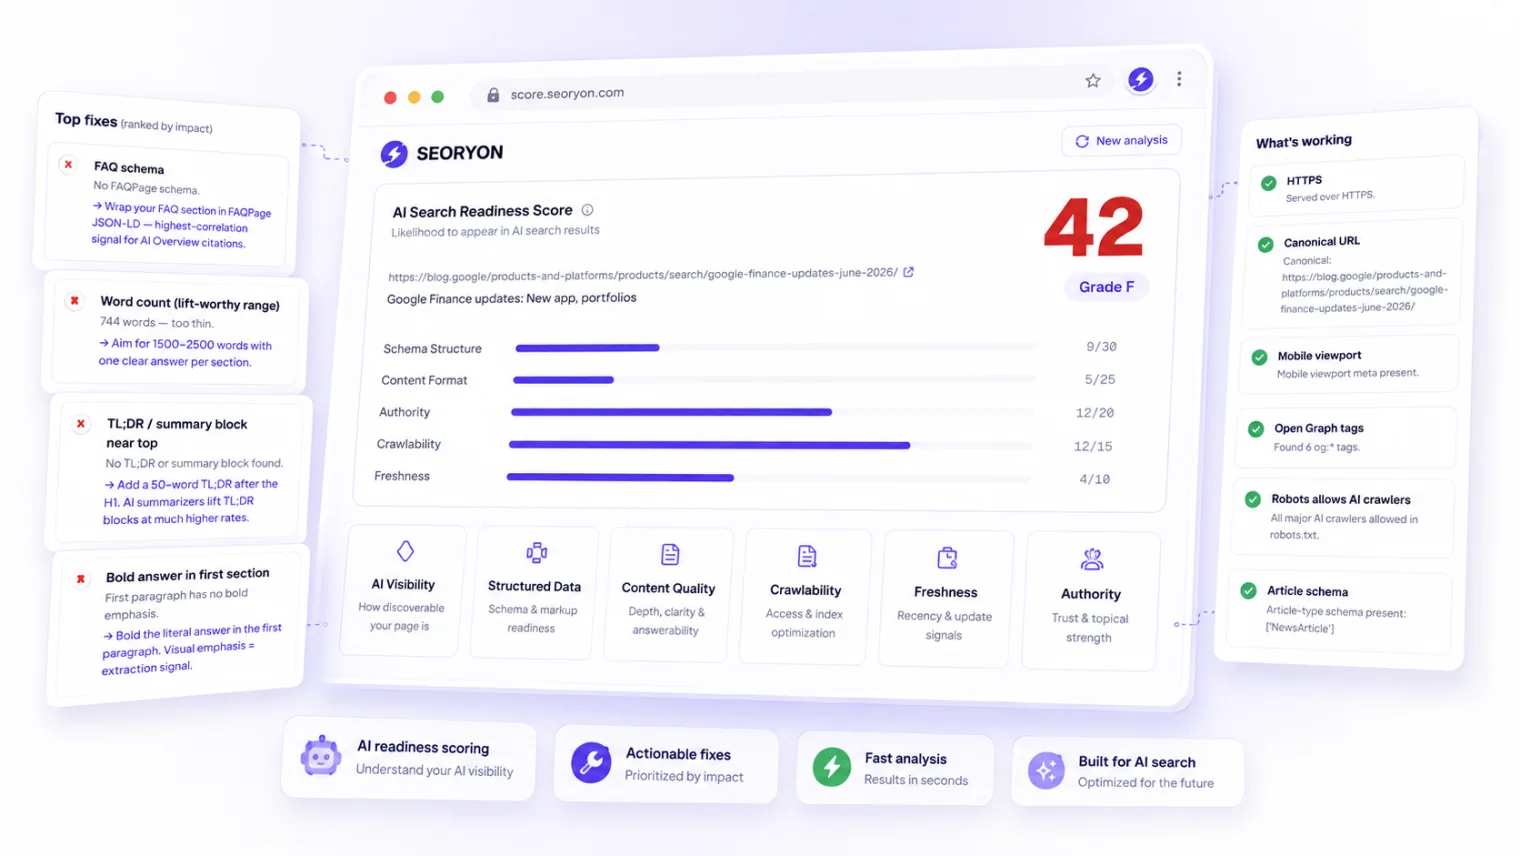 Top fixes (ranked by impact)
FAQ schema
No FAQPage schema.
→ Wrap your FAQ section in FAQPage
JSON-LD — highest-correlation
signal for AI Overview citations.
Word count (lift-worthy range)
744 words — too thin.
→ Aim for 1500–2500 words with
one clear answer per section.
TL;DR / summary block
near top
No TL;DR or summary block found.
→ Add a 50-word TL;DR after the
H1. AI summarizers lift TL;DR
blocks at much higher rates.
Bold answer in first section
First paragraph has no bold
emphasis.
→ Bold the literal answer in the first
paragraph. Visual emphasis =
extraction signal.
score.seoryon.com
SEORYON
New analysis
AI Search Readiness Score
Likelihood to appear in AI search results
42
Grade F
https://blog.google/products-and-platforms/products/search/google-finance-updates-june-2026/
Google Finance updates: New app, portfolios
Schema Structure 9/30
Content Format 5/25
Authority 12/20
Crawlability 12/15
Freshness 4/10
AI Visibility
How discoverable
your page is
Structured Data
Schema & markup
readiness
Content Quality
Depth, clarity &
answerability
Crawlability
Access & index
optimization
Freshness
Recency & update
signals
Authority
Trust & topical
strength
What's working
HTTPS
Served over HTTPS.
Canonical URL
Canonical:
https://blog.google/products-and-
platforms/products/search/google-
finance-updates-june-2026/
Mobile viewport
Mobile viewport meta present.
Open Graph tags
Found 6 og:* tags.
Robots allows AI crawlers
All major AI crawlers allowed in
robots.txt.
Article schema
Article-type schema present:
['NewsArticle']
AI readiness scoring
Understand your AI visibility
Actionable fixes
Prioritized by impact
Fast analysis
Results in seconds
Built for AI search
Optimized for the future